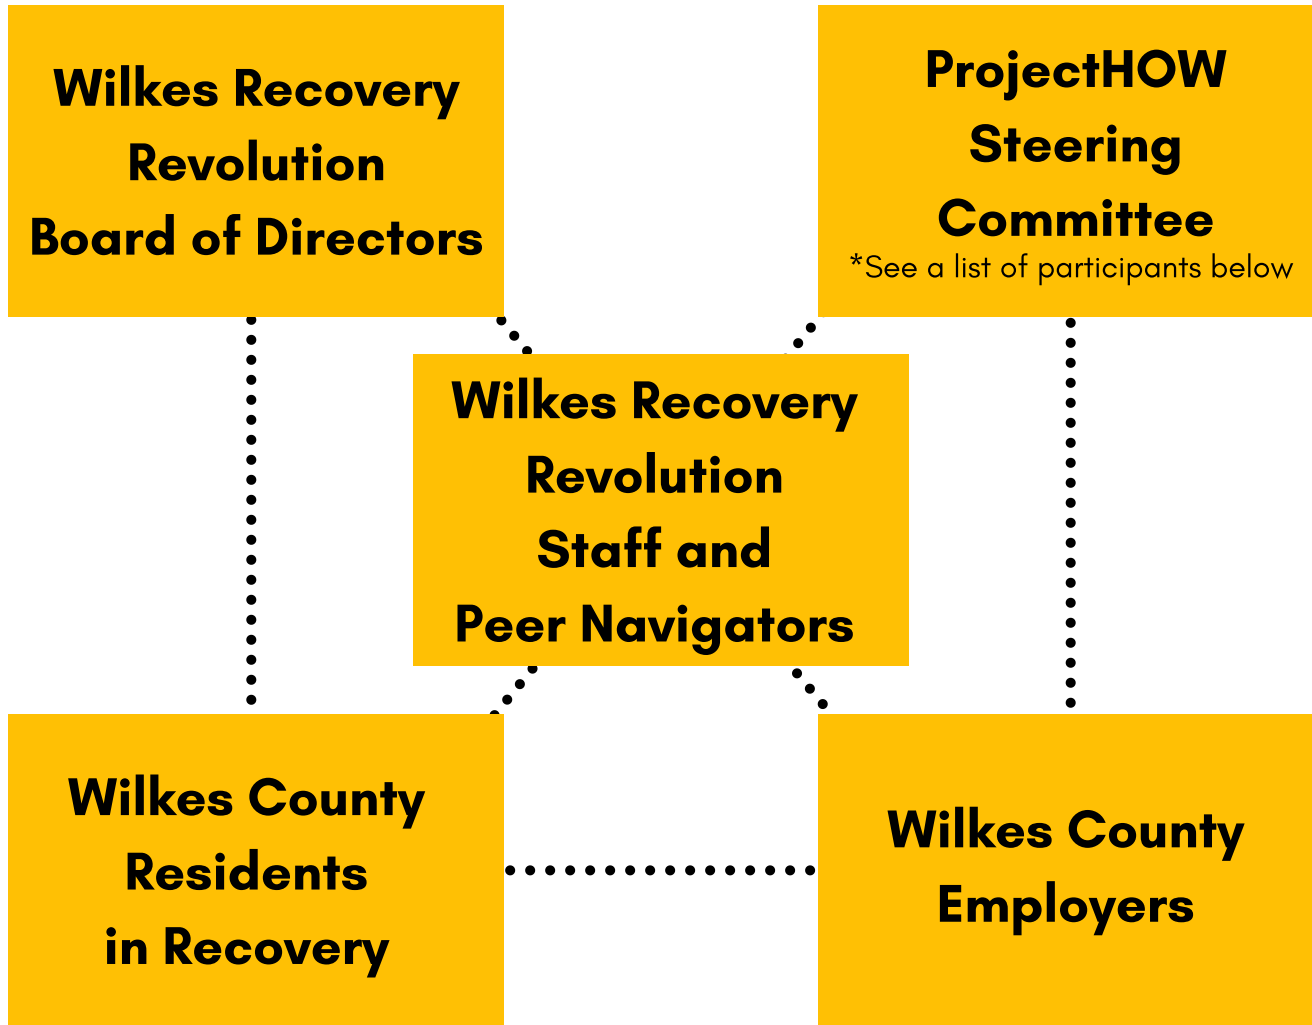 Wilkes Recovery
Revolution
Board of Directors
ProjectHOW
Steering
Committee
*See a list of participants below
Wilkes Recovery
Revolution
Staff and
Peer Navigators
Wilkes County
Residents
in Recovery
Wilkes County
Employers